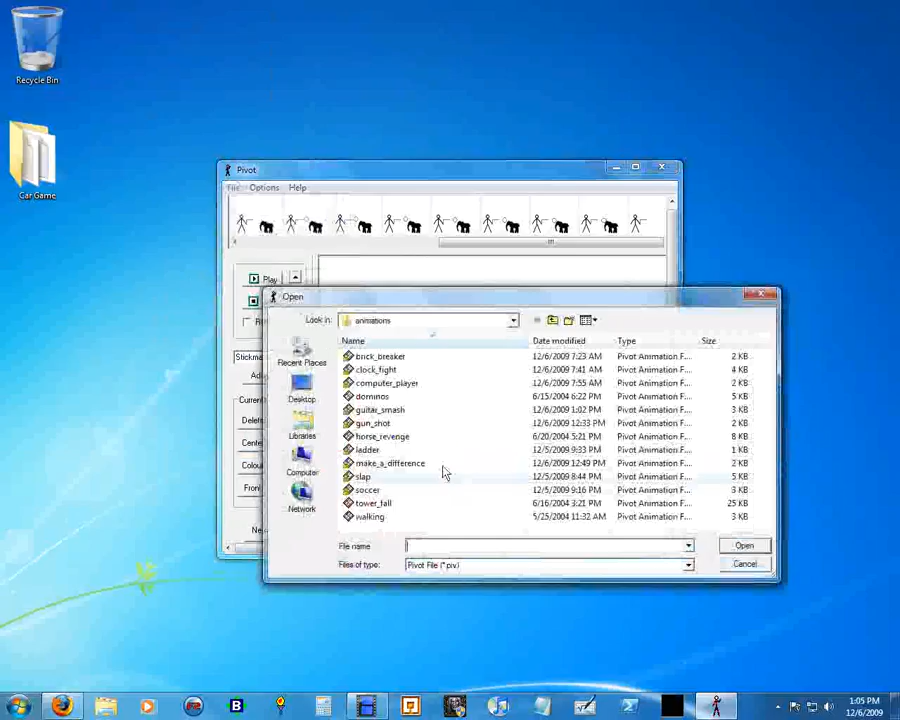 Recycle Bin
Car Game
Pivot
File Options Help
Play
Open
Look in: animations
Name Date modified Type Size
brick_breaker 12/6/2009 7:23 AM Pivot Animation F... 2 KB
clock_fight 12/6/2009 7:41 AM Pivot Animation F... 4 KB
computer_player 12/6/2009 7:55 AM Pivot Animation F... 2 KB
dominos 6/15/2004 6:22 PM Pivot Animation F... 5 KB
guitar_smash 12/6/2009 1:02 PM Pivot Animation F... 3 KB
gun_shot 12/6/2009 12:33 PM Pivot Animation F... 2 KB
horse_revenge 6/20/2004 5:21 PM Pivot Animation F... 8 KB
ladder 12/5/2009 9:33 PM Pivot Animation F... 1 KB
make_a_difference 12/6/2009 12:49 PM Pivot Animation F... 2 KB
slap 12/5/2009 8:44 PM Pivot Animation F... 5 KB
soccer 12/5/2009 9:16 PM Pivot Animation F... 3 KB
tower_fall 6/16/2004 3:21 PM Pivot Animation F... 25 KB
walking 5/25/2004 11:32 AM Pivot Animation F... 3 KB
Recent Places
Desktop
Libraries
Computer
Network
Stickma
Ad
Current
Delete
Centre
Colou
Front
Ne
File name Open
Files of type: Pivot File (*.piv) Cancel
1:05 PM
12/6/2009